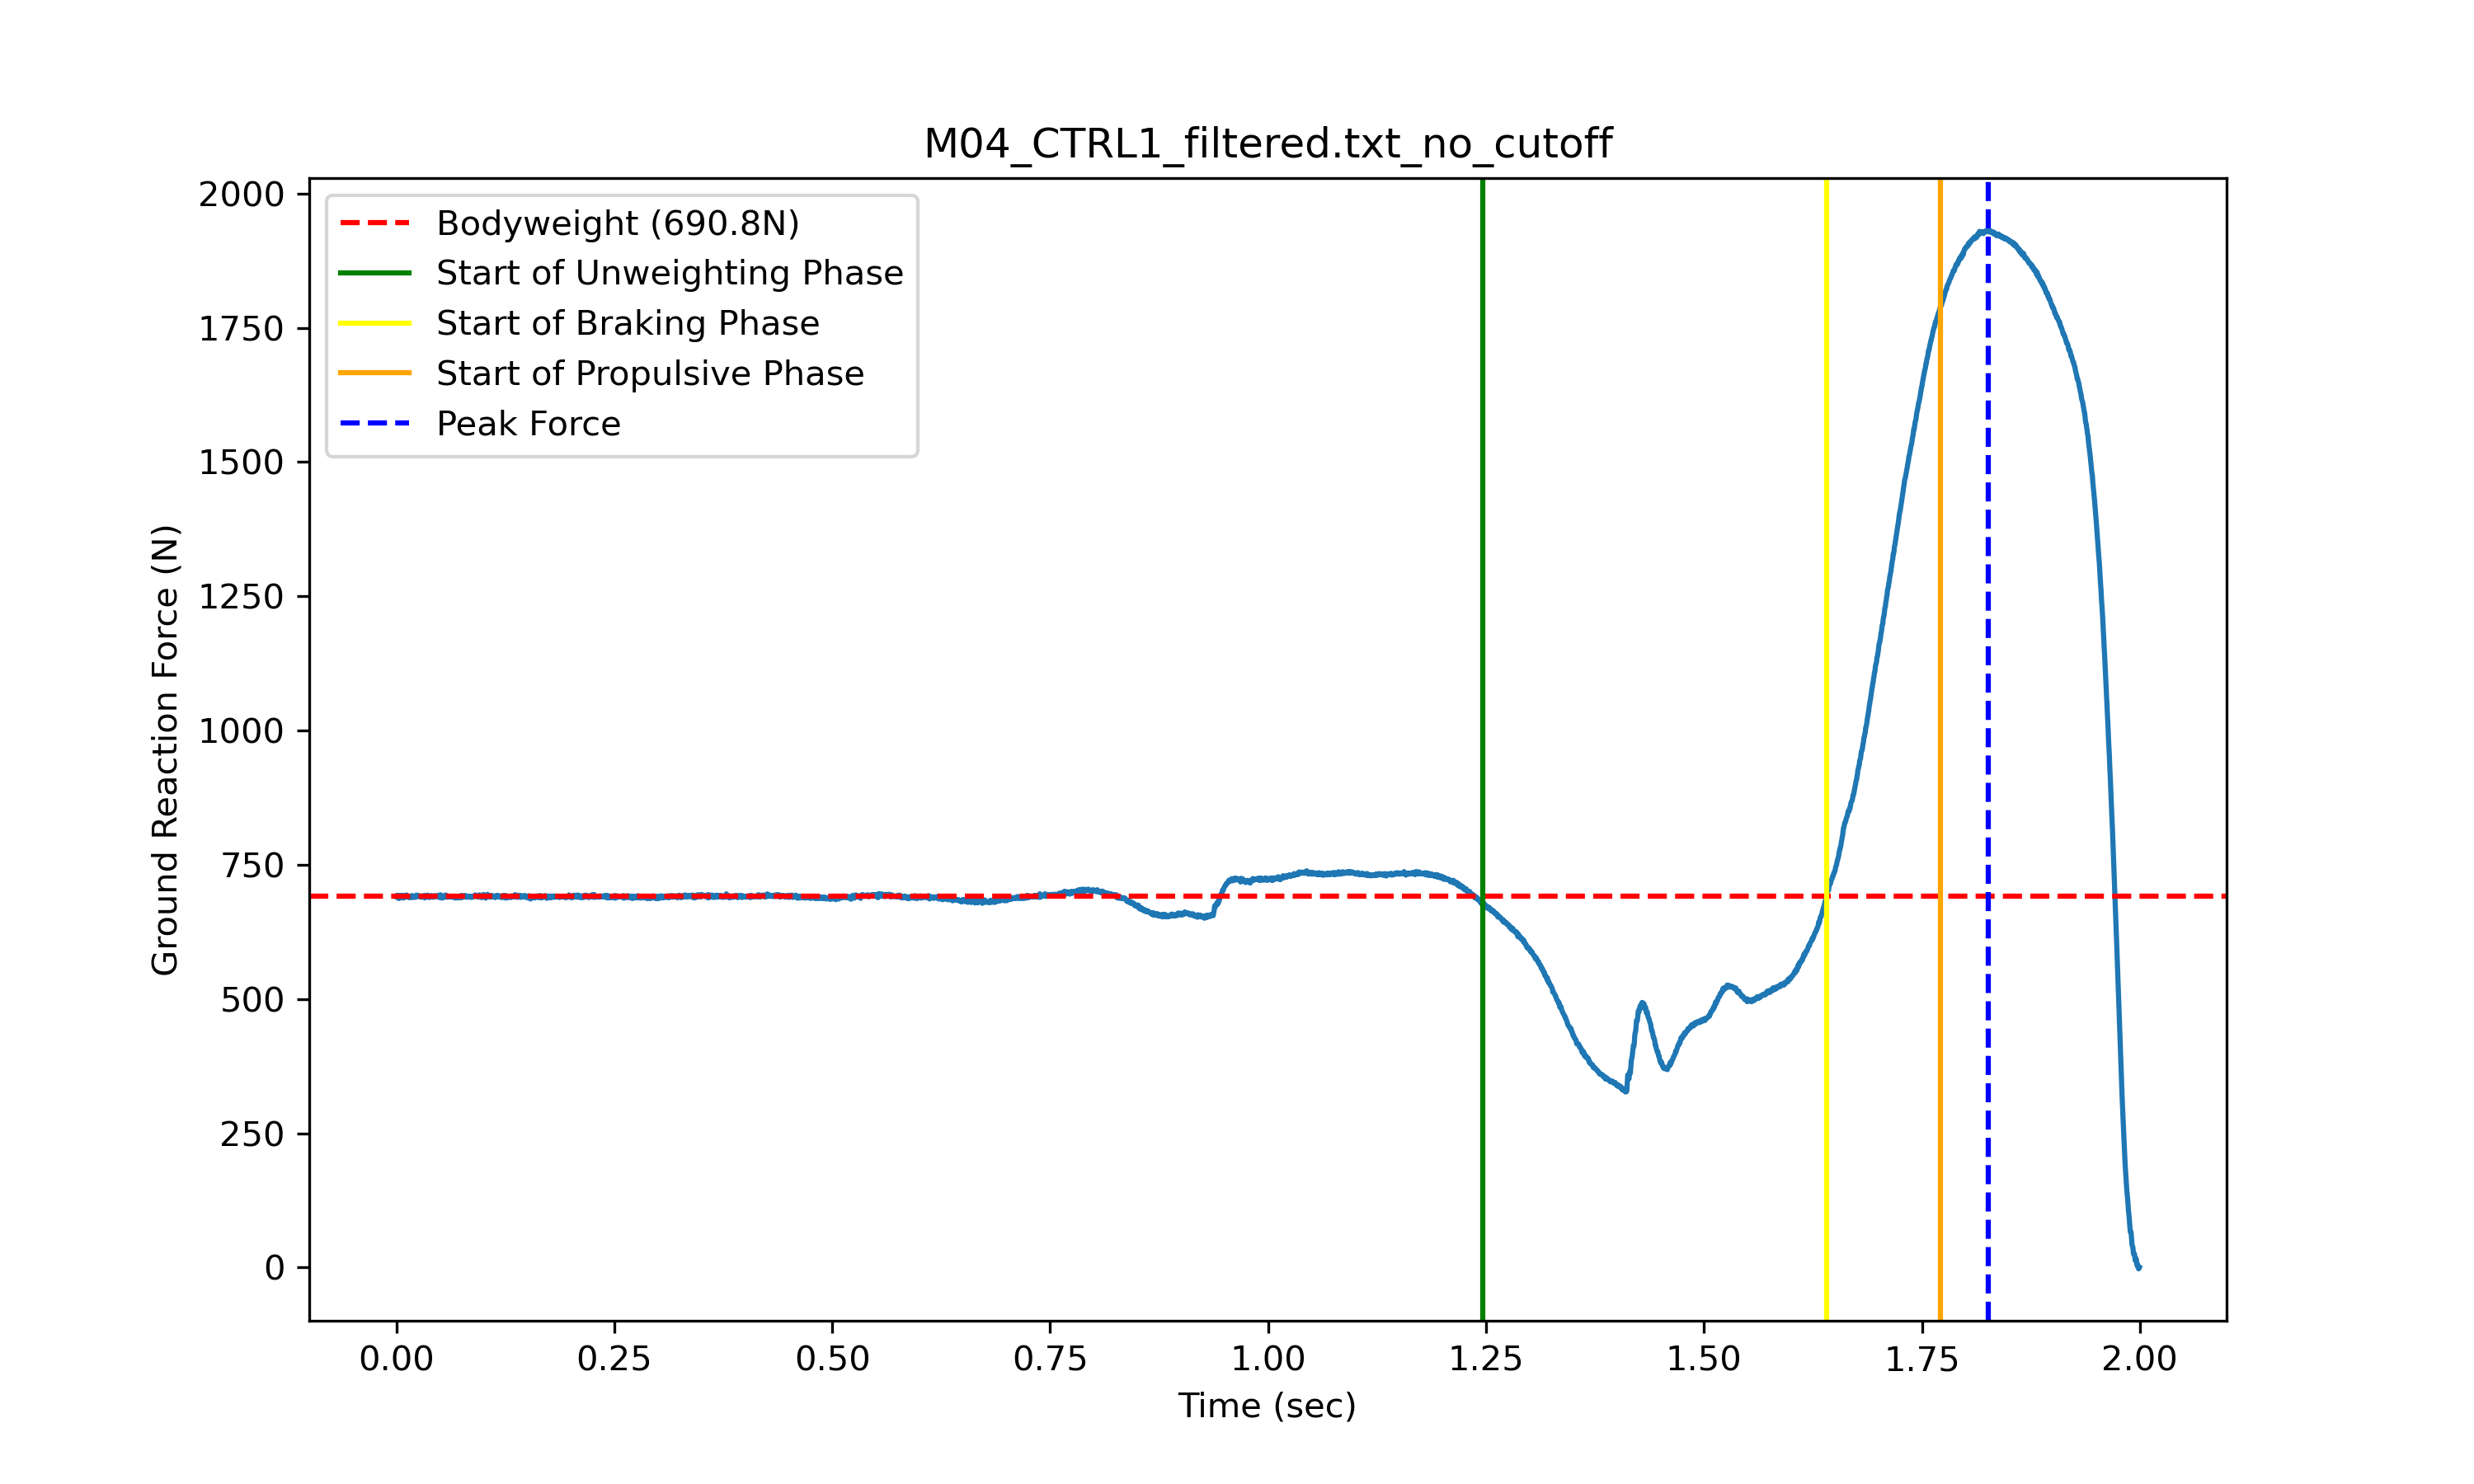 M04_CTRL1_filtered.txt_no_cutoff
Bodyweight (690.8N)
Start of Unweighting Phase
Start of Braking Phase
Start of Propulsive Phase
Peak Force
Ground Reaction Force (N)
2000
1750
1500
1250
1000
750
500
250
0
0.00 0.25 0.50 0.75 1.00 1.25 1.50 1.75 2.00
Time (sec)